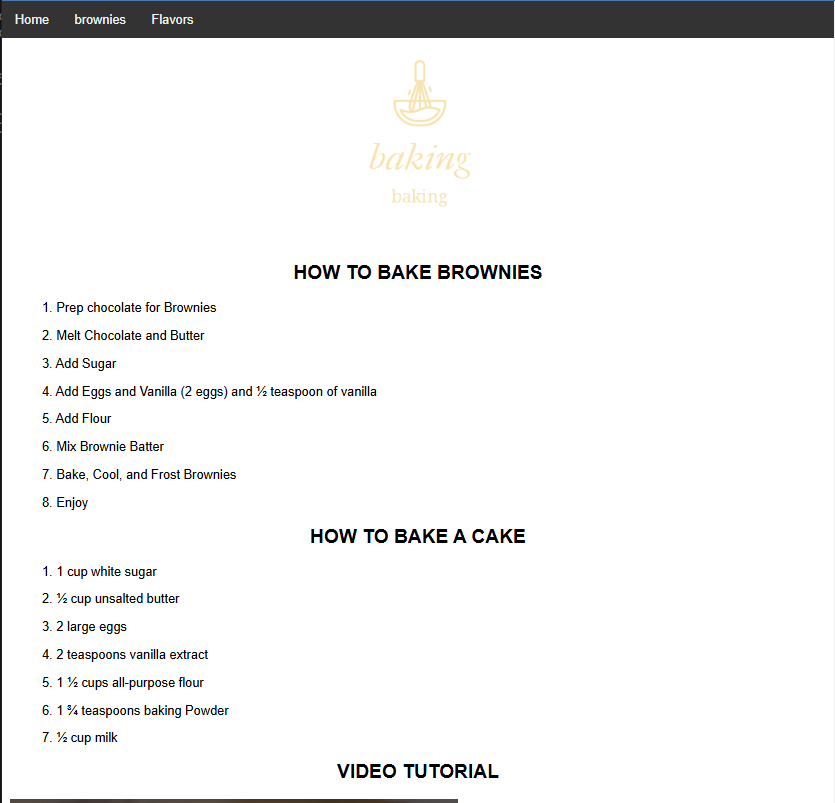 Home brownies Flavors
baking
baking
HOW TO BAKE BROWNIES
1. Prep chocolate for Brownies
2. Melt Chocolate and Butter
3. Add Sugar
4. Add Eggs and Vanilla (2 eggs) and ½ teaspoon of vanilla
5. Add Flour
6. Mix Brownie Batter
7. Bake, Cool, and Frost Brownies
8. Enjoy
HOW TO BAKE A CAKE
1. 1 cup white sugar
2. ½ cup unsalted butter
3. 2 large eggs
4. 2 teaspoons vanilla extract
5. 1 ½ cups all-purpose flour
6. 1 ¾ teaspoons baking Powder
7. ½ cup milk
VIDEO TUTORIAL